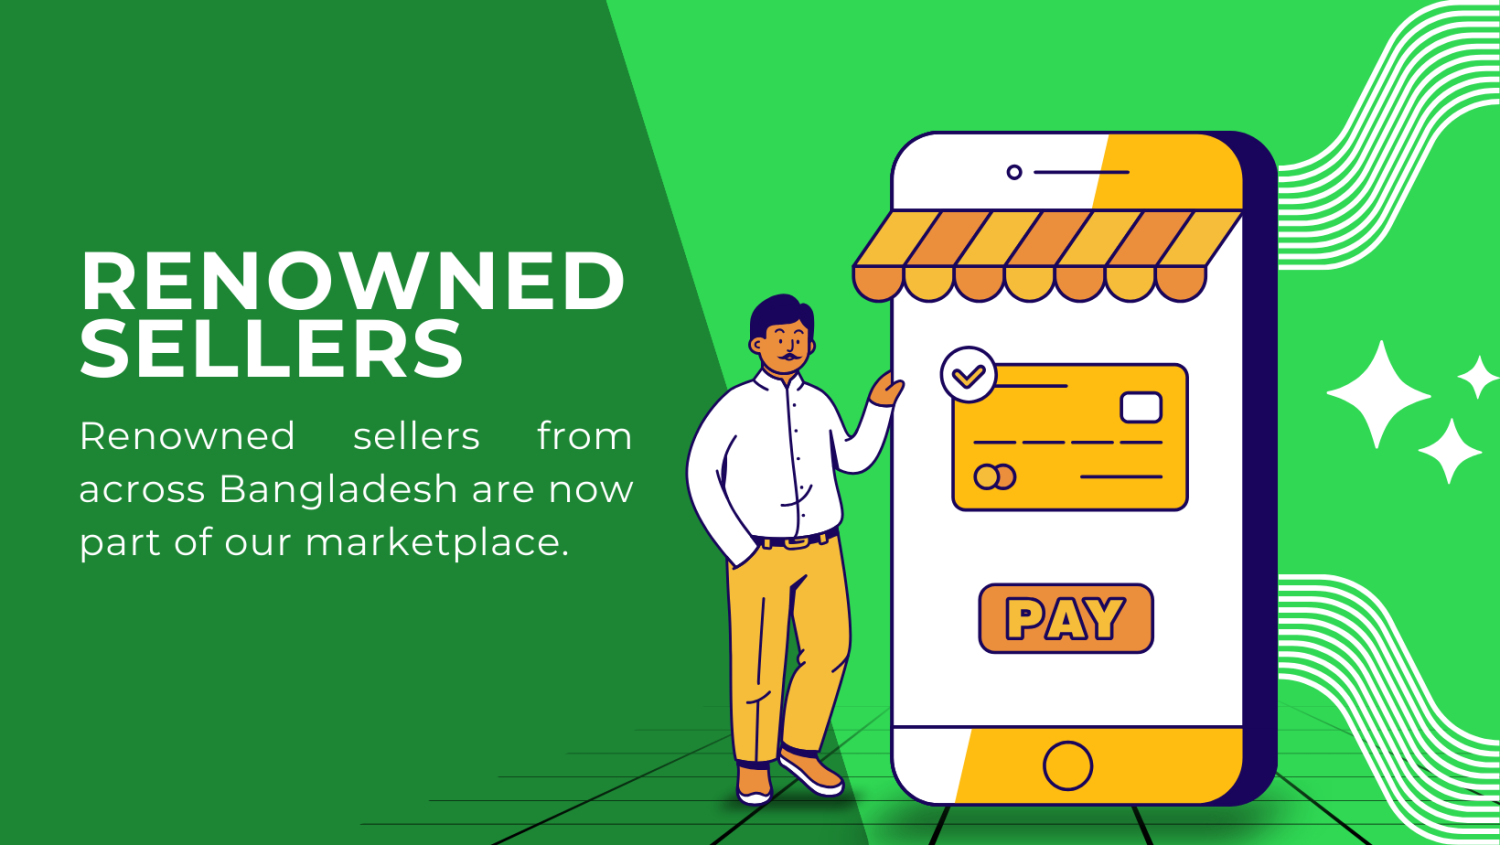 RENOWNED
SELLERS
Renowned sellers from
across Bangladesh are now
part of our marketplace.
PAY